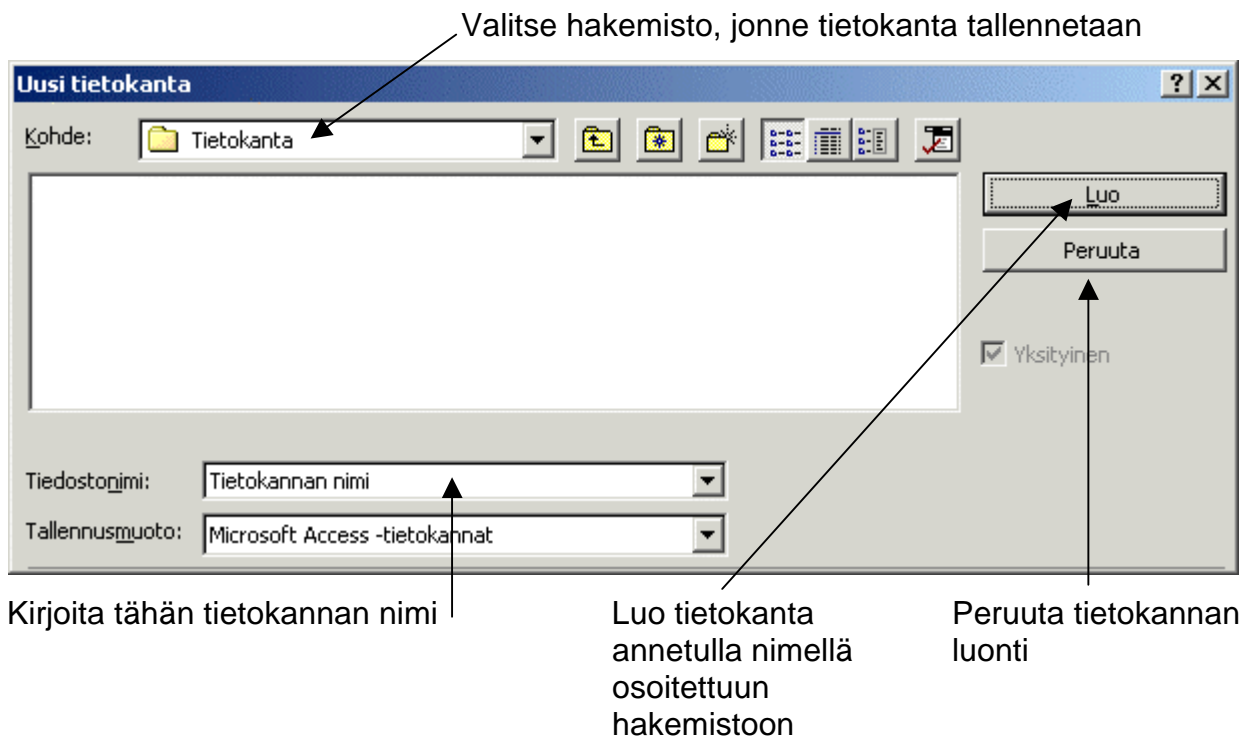 Valitse hakemisto, jonne tietokanta tallennetaan
Uusi tietokanta
Kohde: Tietokanta
Luo
Peruuta
Yksityinen
Tiedostonimi: Tietokannan nimi
Tallennusmuoto: Microsoft Access -tietokannat
Kirjoita tähän tietokannan nimi
Luo tietokanta
annetulla nimellä
osoitettuun
hakemistoon
Peruuta tietokannan
luonti